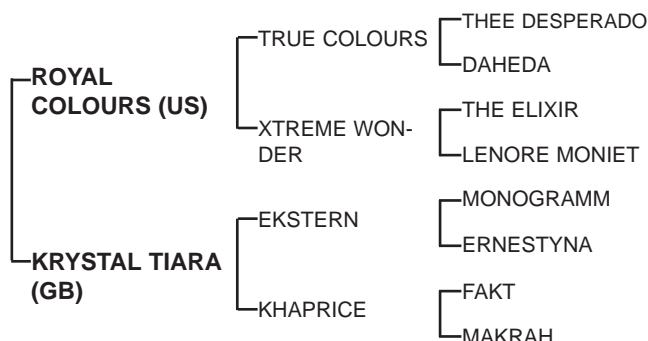 THEE DESPERADO
TRUE COLOURS
DAHEDA
ROYAL
COLOURS (US)
THE ELIXIR
XTREME WON-
DER
LENORE MONIET
MONOGRAMM
EKSTERN
ERNESTYNA
KRYSTAL TIARA
(GB)
FAKT
KHAPRICE
MAKRAH